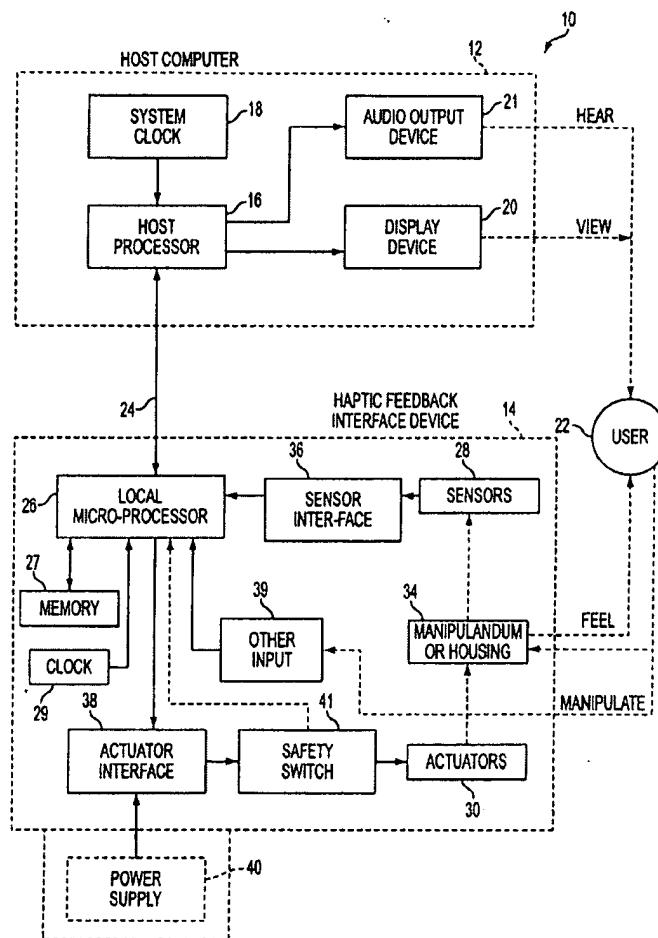 10
HOST COMPUTER
12
SYSTEM
CLOCK
18
AUDIO OUTPUT
DEVICE
21
HEAR
HOST
PROCESSOR
16
DISPLAY
DEVICE
20
VIEW
24
HAPTIC FEEDBACK
INTERFACE DEVICE
14
22
USER
26
LOCAL
MICRO-PROCESSOR
36
SENSOR
INTER-FACE
28
SENSORS
27
MEMORY
39
OTHER
INPUT
34
MANIPULANDUM
OR HOUSING
FEEL
CLOCK
29
MANIPULATE
38
ACTUATOR
INTERFACE
41
SAFETY
SWITCH
ACTUATORS
30
POWER
SUPPLY
40